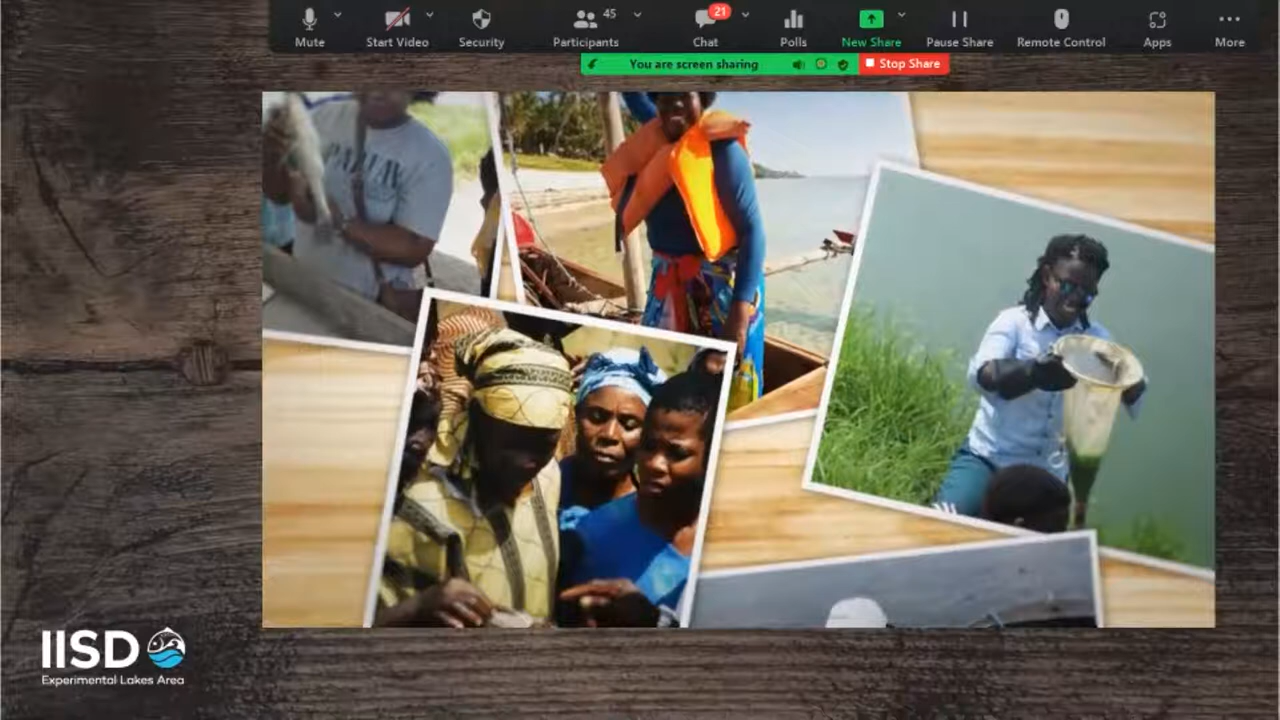 45
21
Mute
Start Video
Security
Participants
Chat
Polls
New Share
Pause Share
Remote Control
Apps
More
You are screen sharing
Stop Share
IISD
Experimental Lakes Area